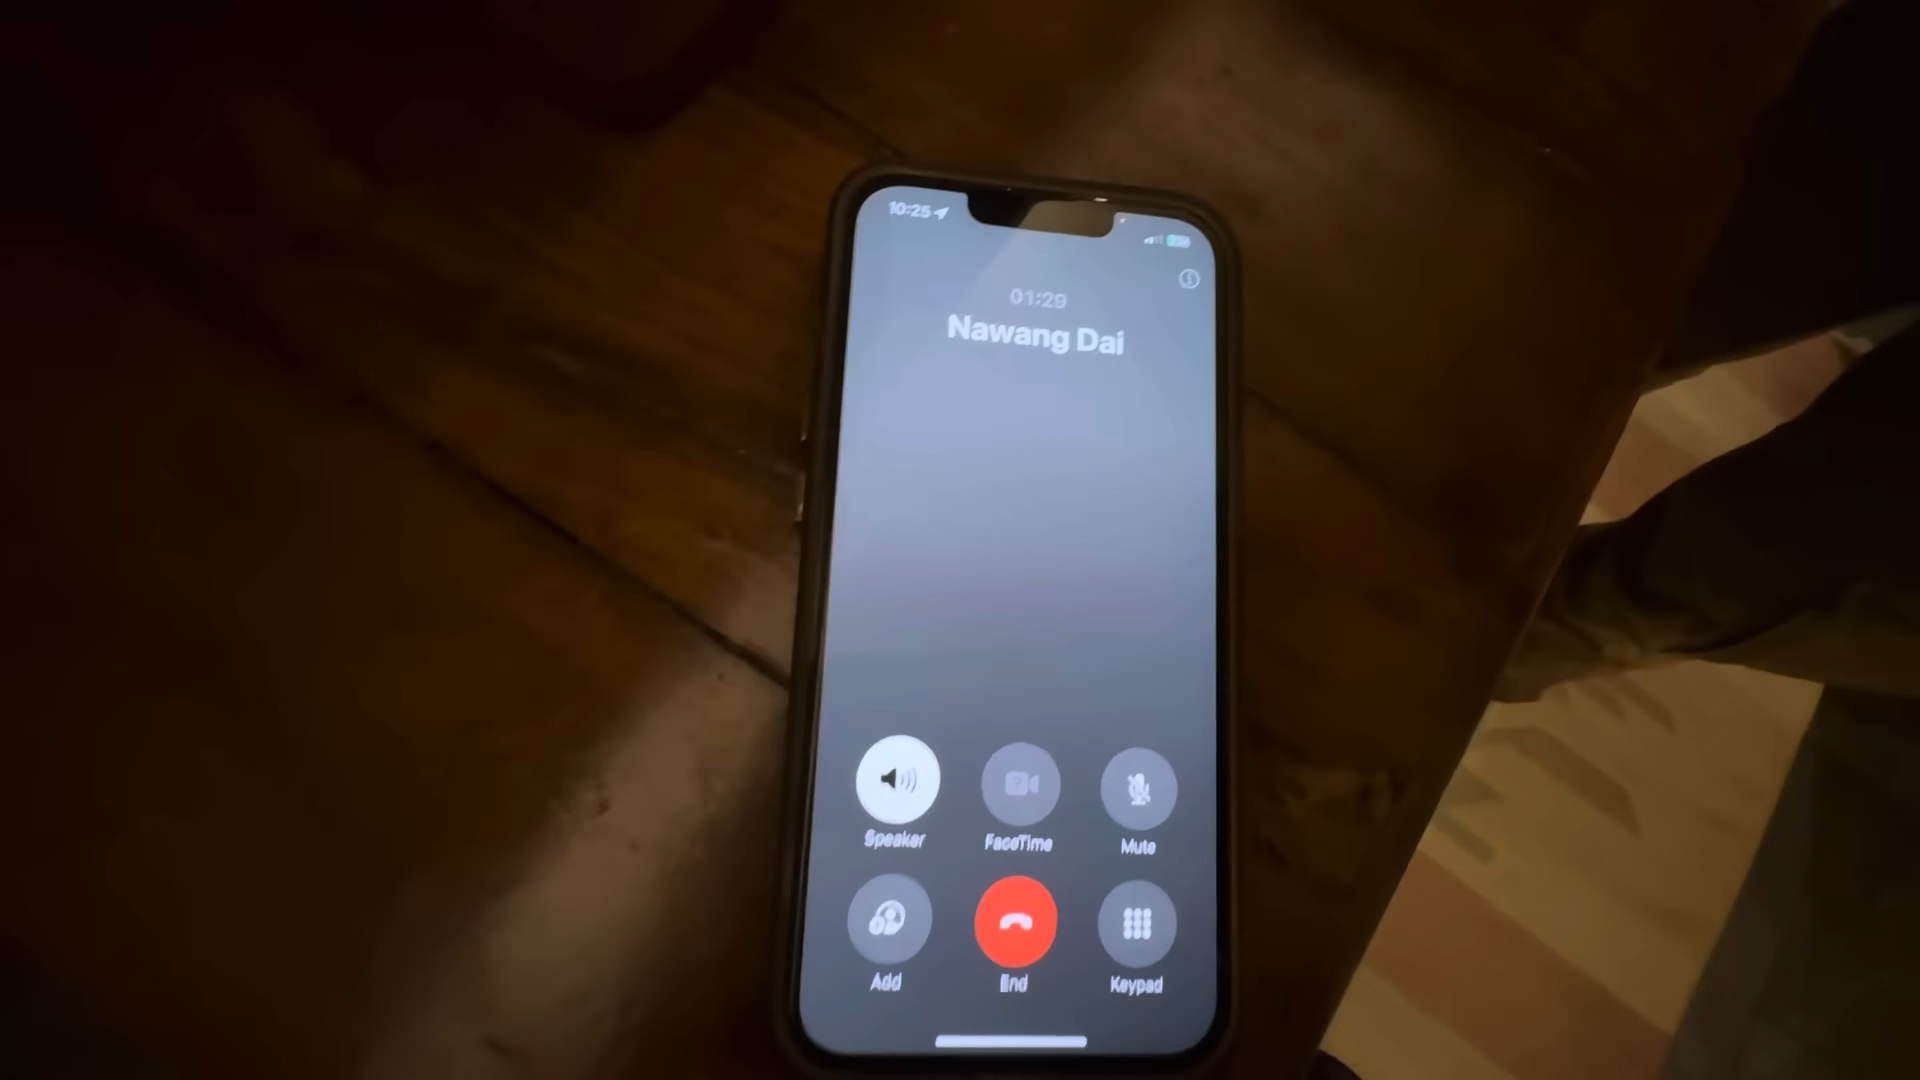 10:25
01:29
Nawang Dai
Speaker
FaceTime
Mute
Add
End
Keypad